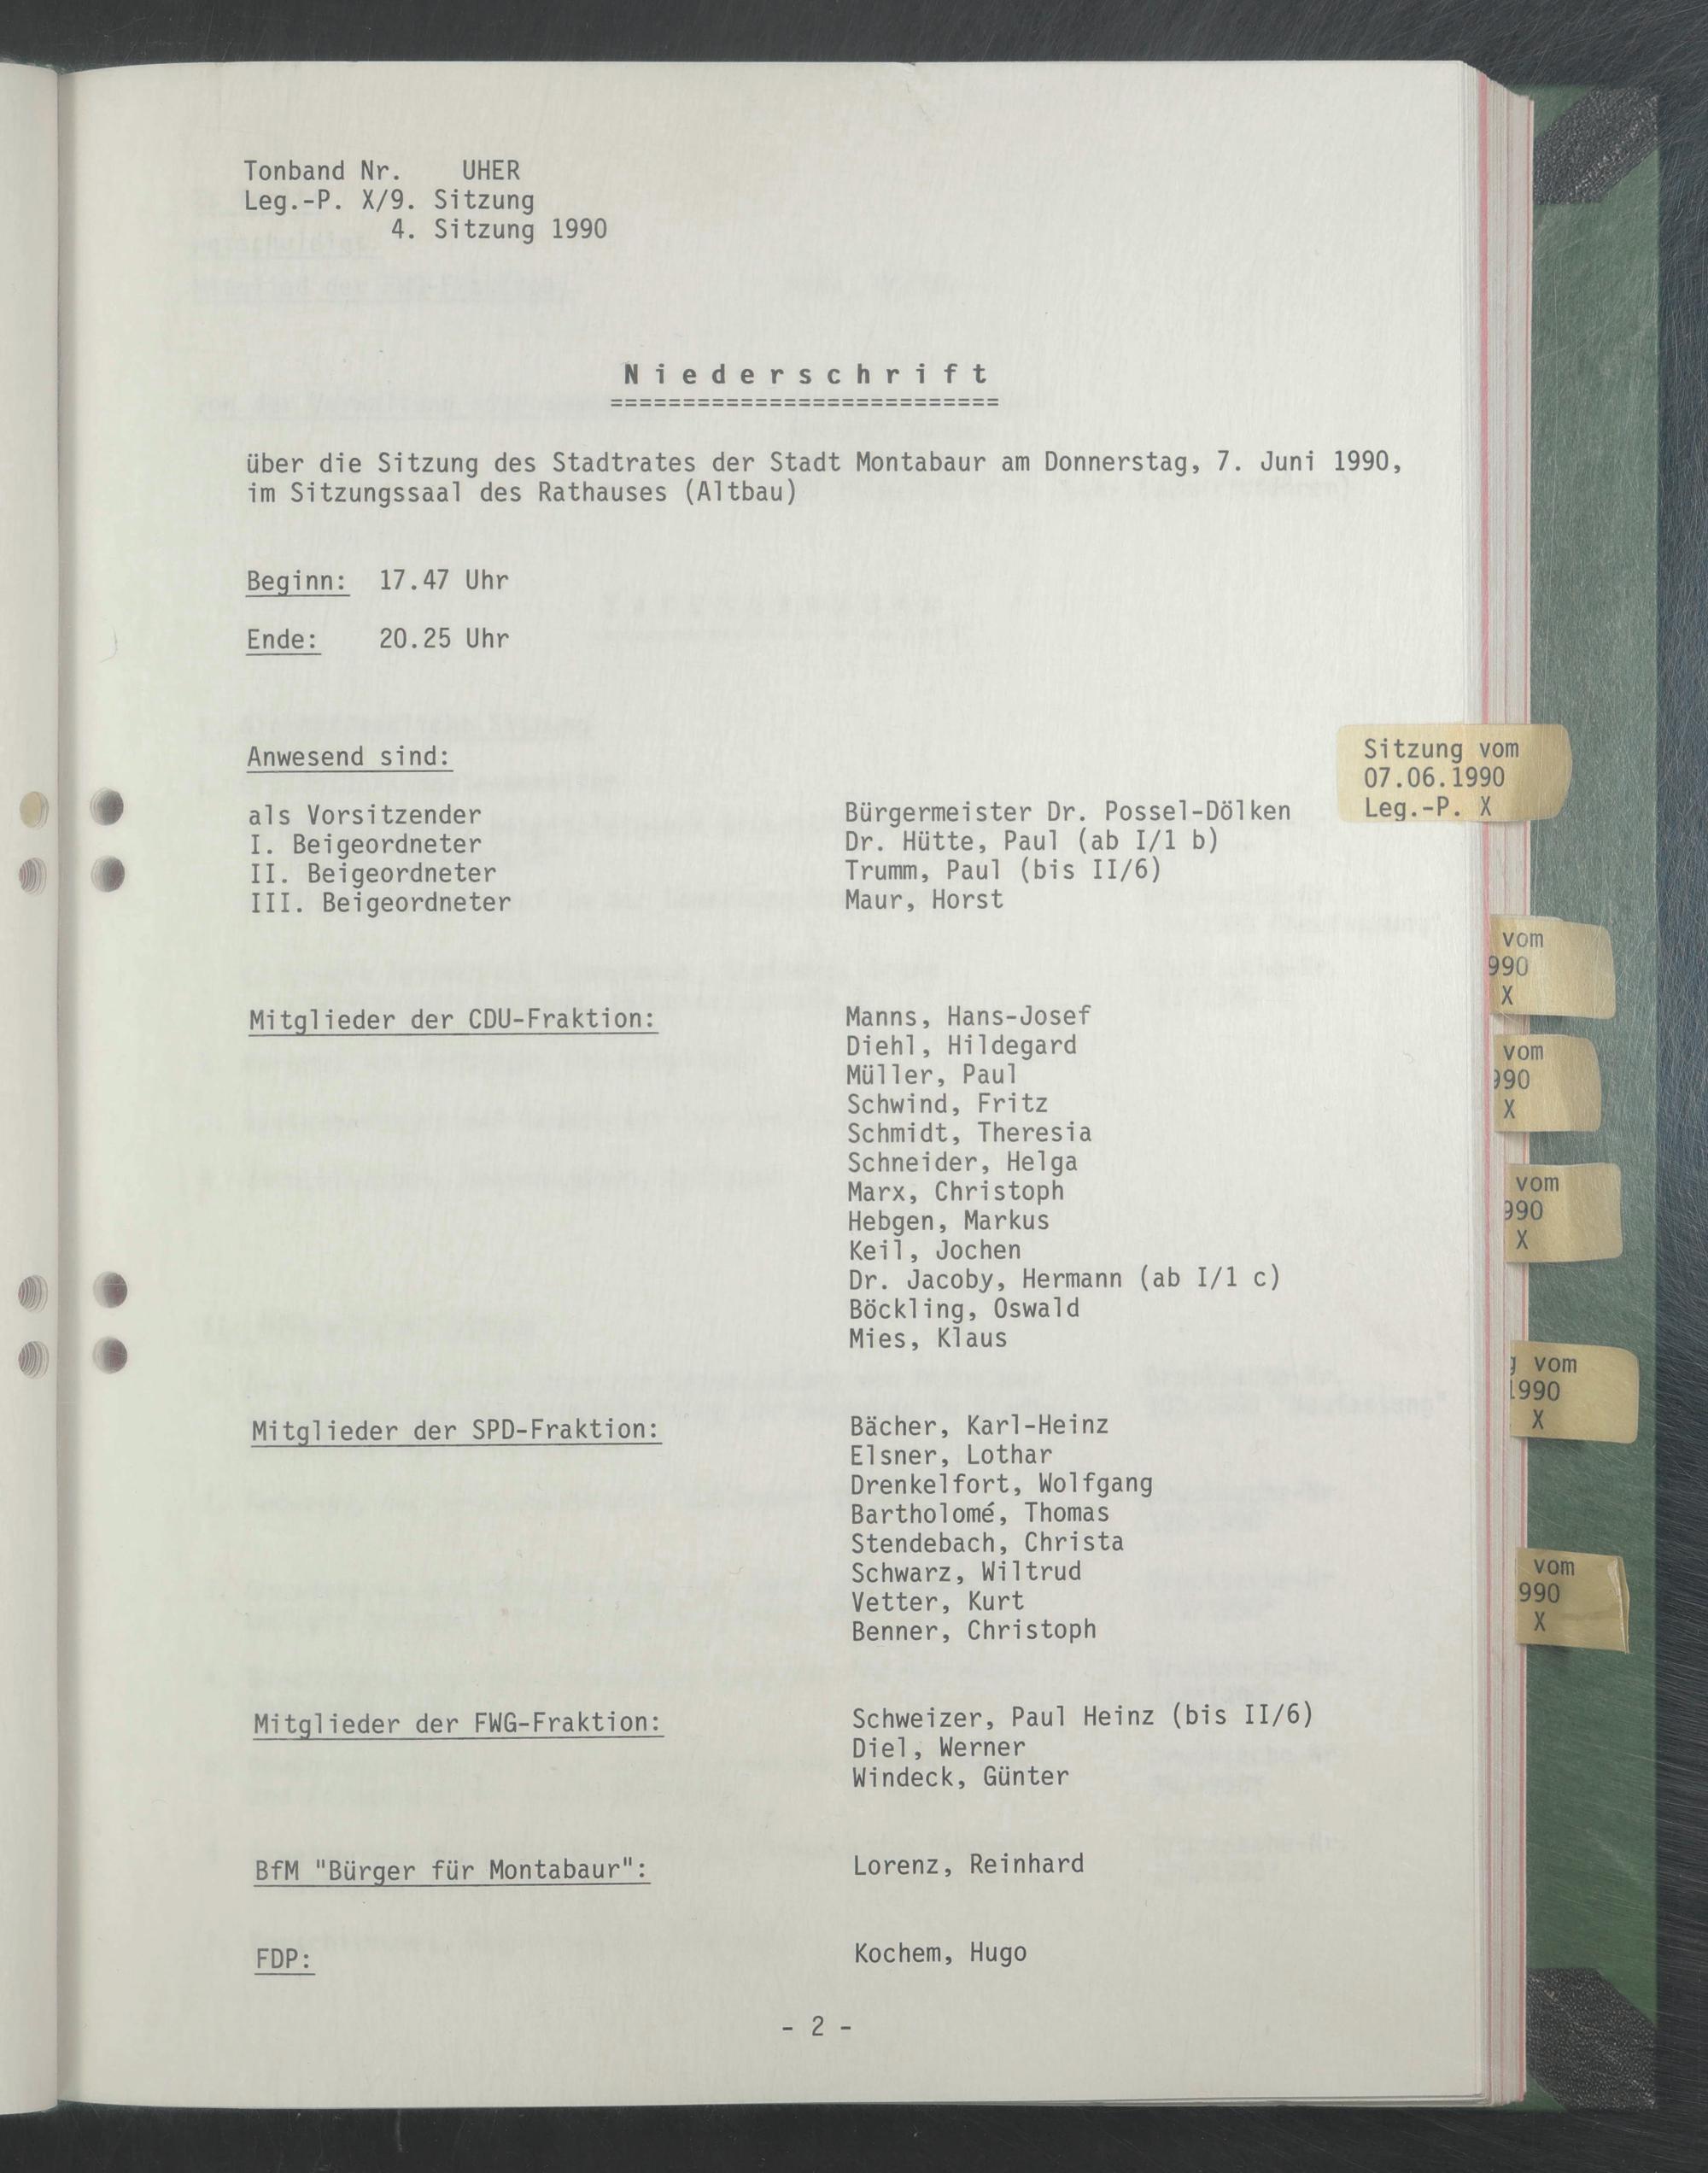 Tonband Nr. UHER
Leg.-P. X/9. Sitzung
4. Sitzung 1990
Niederschrift
===========================
über die Sitzung des Stadtrates der Stadt Montabaur am Donnerstag, 7. Juni 1990,
im Sitzungssaal des Rathauses (Altbau)
Beginn: 17.47 Uhr
Ende: 20.25 Uhr
Anwesend sind:
als Vorsitzender Bürgermeister Dr. Possel-Dölken
I. Beigeordneter Dr. Hütte, Paul (ab I/1 b)
II. Beigeordneter Trumm, Paul (bis II/6)
III. Beigeordneter Maur, Horst
Mitglieder der CDU-Fraktion: Manns, Hans-Josef
Diehl, Hildegard
Müller, Paul
Schwind, Fritz
Schmidt, Theresia
Schneider, Helga
Marx, Christoph
Hebgen, Markus
Keil, Jochen
Dr. Jacoby, Hermann (ab I/1 c)
Böckling, Oswald
Mies, Klaus
Mitglieder der SPD-Fraktion: Bächer, Karl-Heinz
Elsner, Lothar
Drenkelfort, Wolfgang
Bartholomé, Thomas
Stendebach, Christa
Schwarz, Wiltrud
Vetter, Kurt
Benner, Christoph
Mitglieder der FWG-Fraktion: Schweizer, Paul Heinz (bis II/6)
Diel, Werner
Windeck, Günter
BfM "Bürger für Montabaur": Lorenz, Reinhard
FDP: Kochem, Hugo
- 2 -
Sitzung vom
07.06.1990
Leg.-P. X
vom
990
X
vom
990
X
vom
990
X
g vom
1990
X
vom
990
X